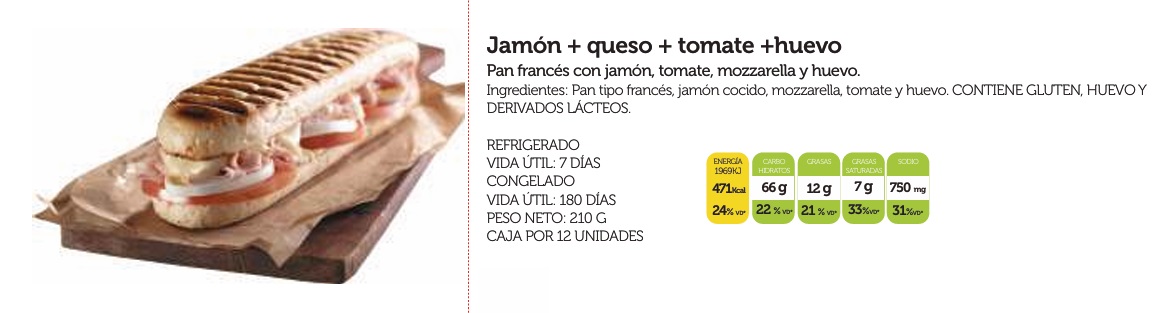 Jamón + queso + tomate +huevo
Pan francés con jamón, tomate, mozzarella y huevo.
Ingredientes: Pan tipo francés, jamón cocido, mozzarella, tomate y huevo. CONTIENE GLUTEN, HUEVO Y
DERIVADOS LÁCTEOS.
REFRIGERADO
VIDA ÚTIL: 7 DÍAS
CONGELADO
VIDA ÚTIL: 180 DÍAS
PESO NETO: 210 G
CAJA POR 12 UNIDADES
ENERGÍA
1969KJ
471Kcal
24% VD*
CARBO
HIDRATOS
66 g
22 % VD*
GRASAS
12 g
21 % VD*
GRASAS
SATURADAS
7 g
33% VD*
SODIO
750 mg
31% VD*